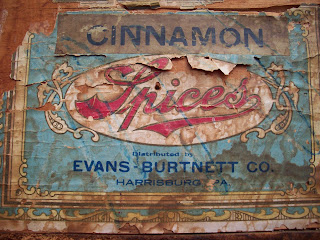 CINNAMON
Spices
Distributed by
EVANS-BURTNETT CO.
HARRISBURG, PA.